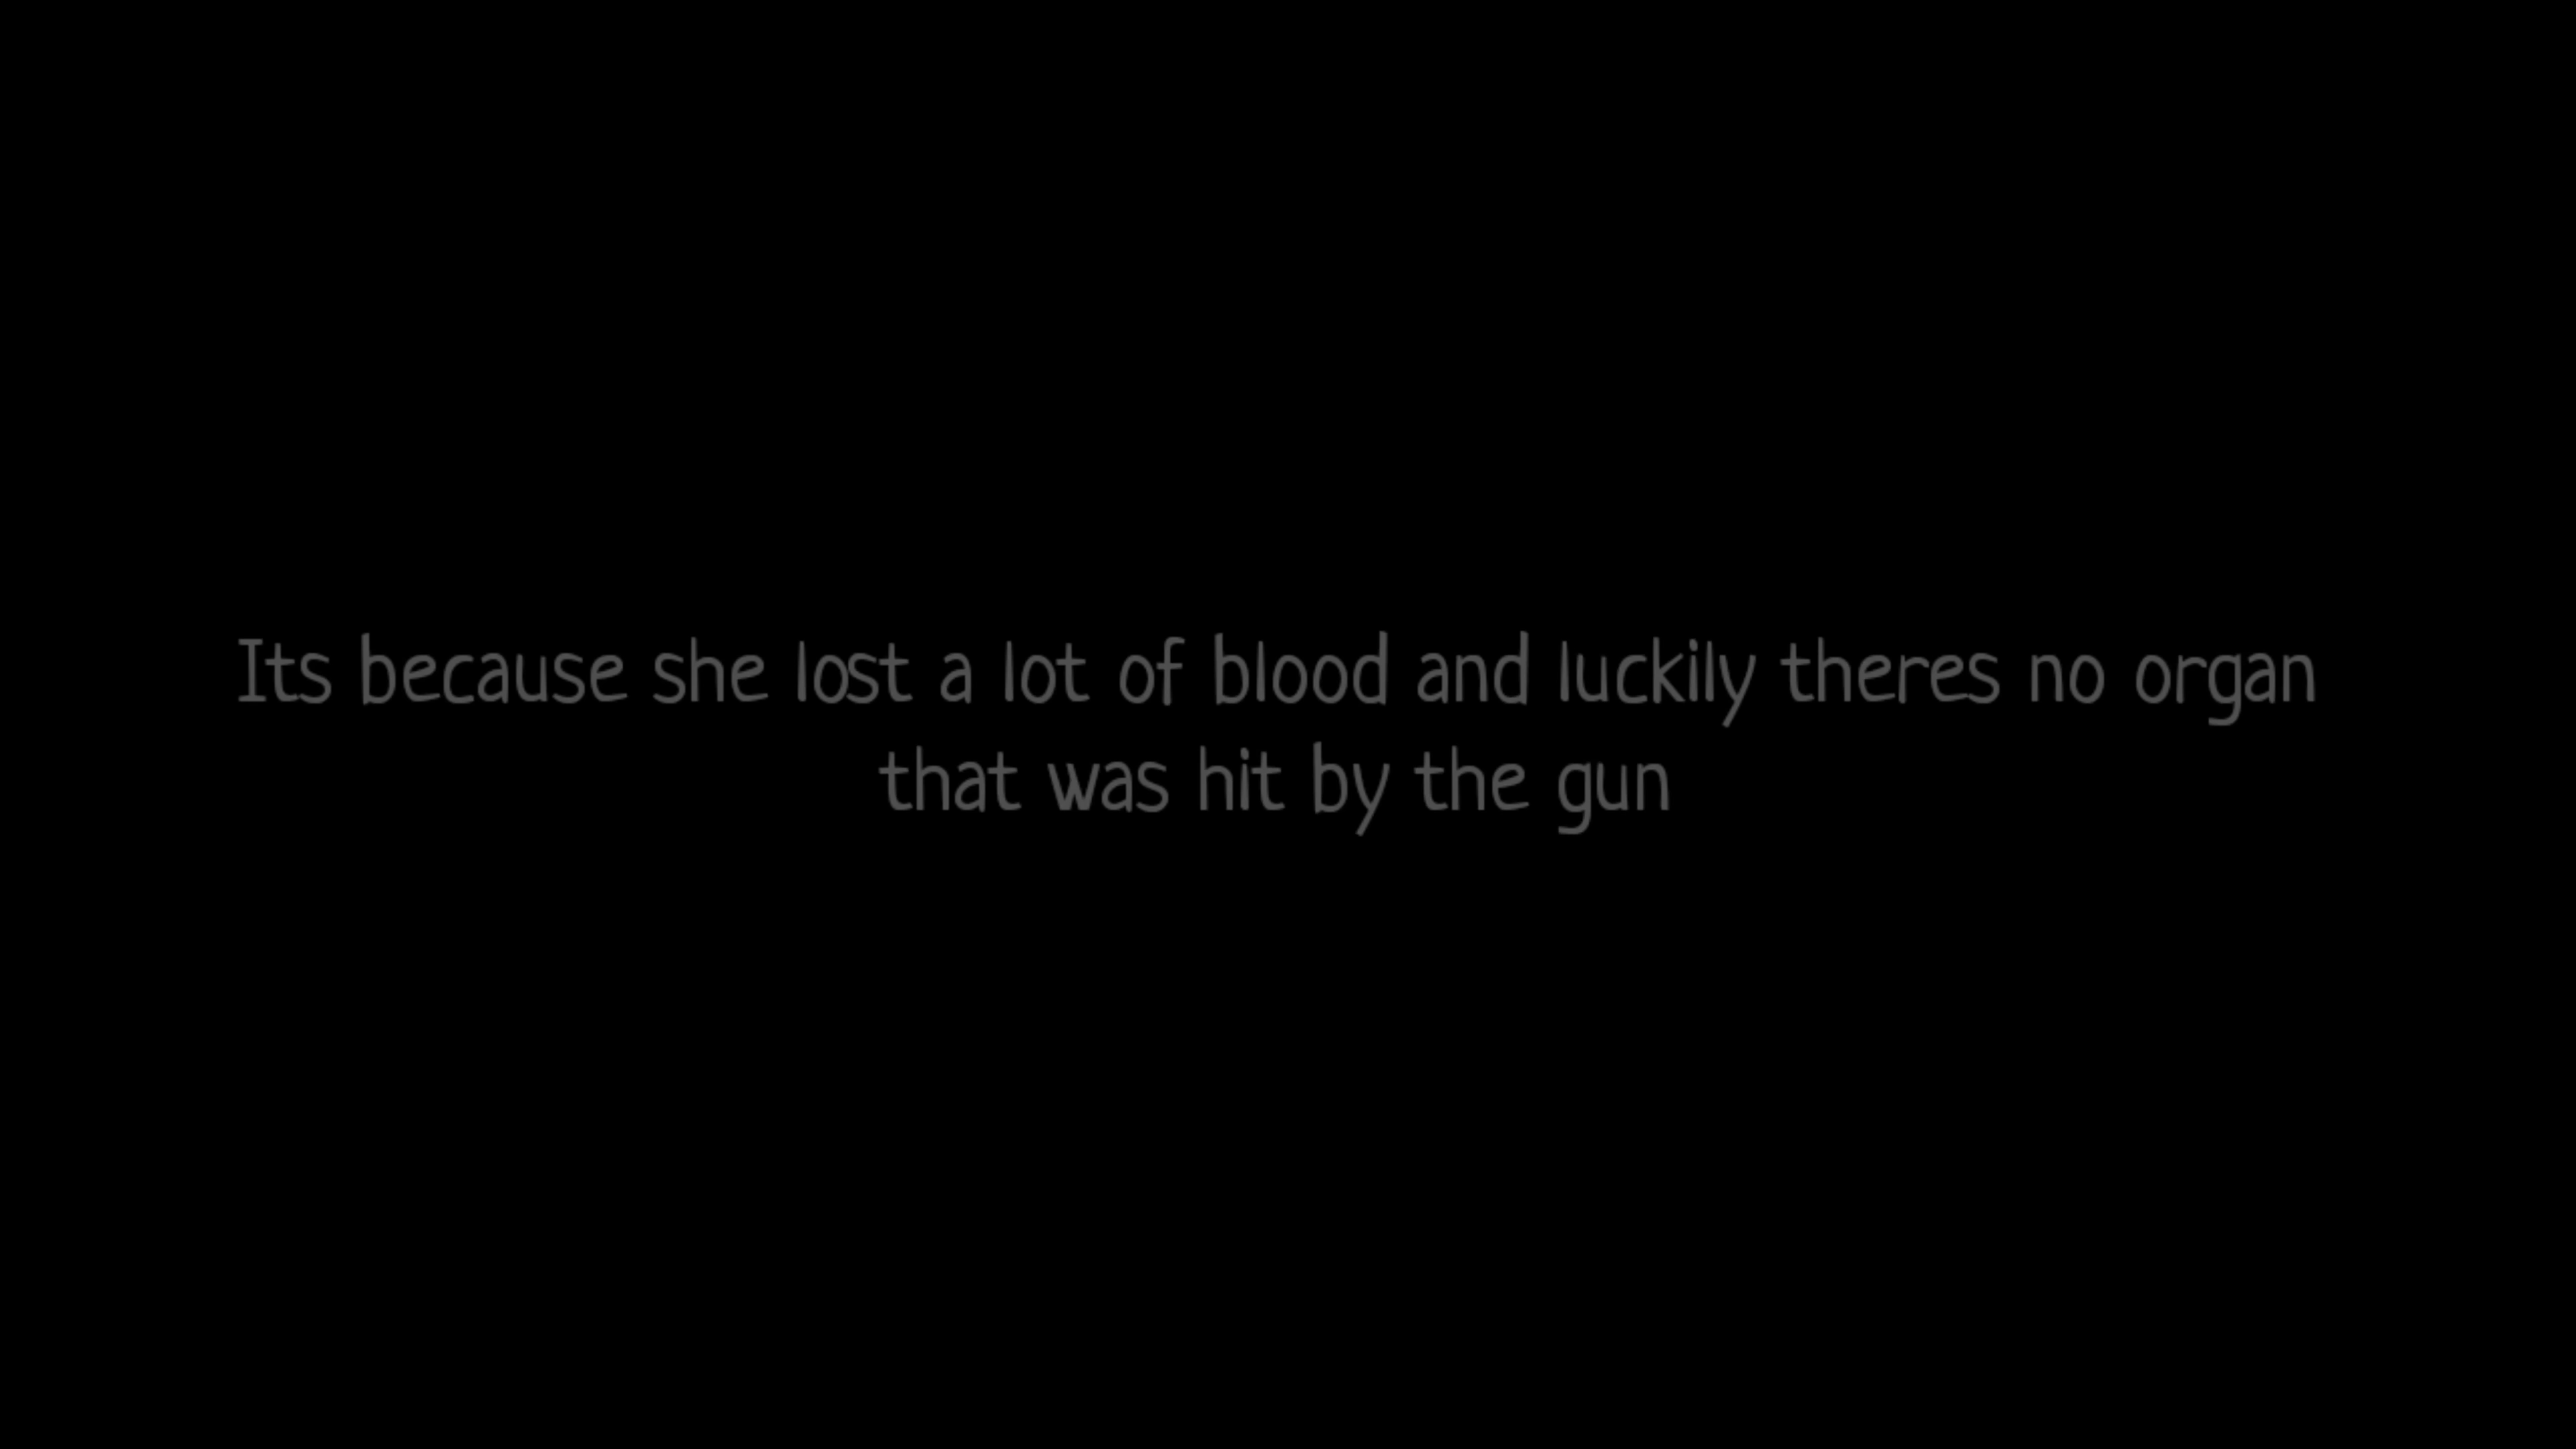 Its because she lost a lot of blood and luckily theres no organ
that was hit by the gun